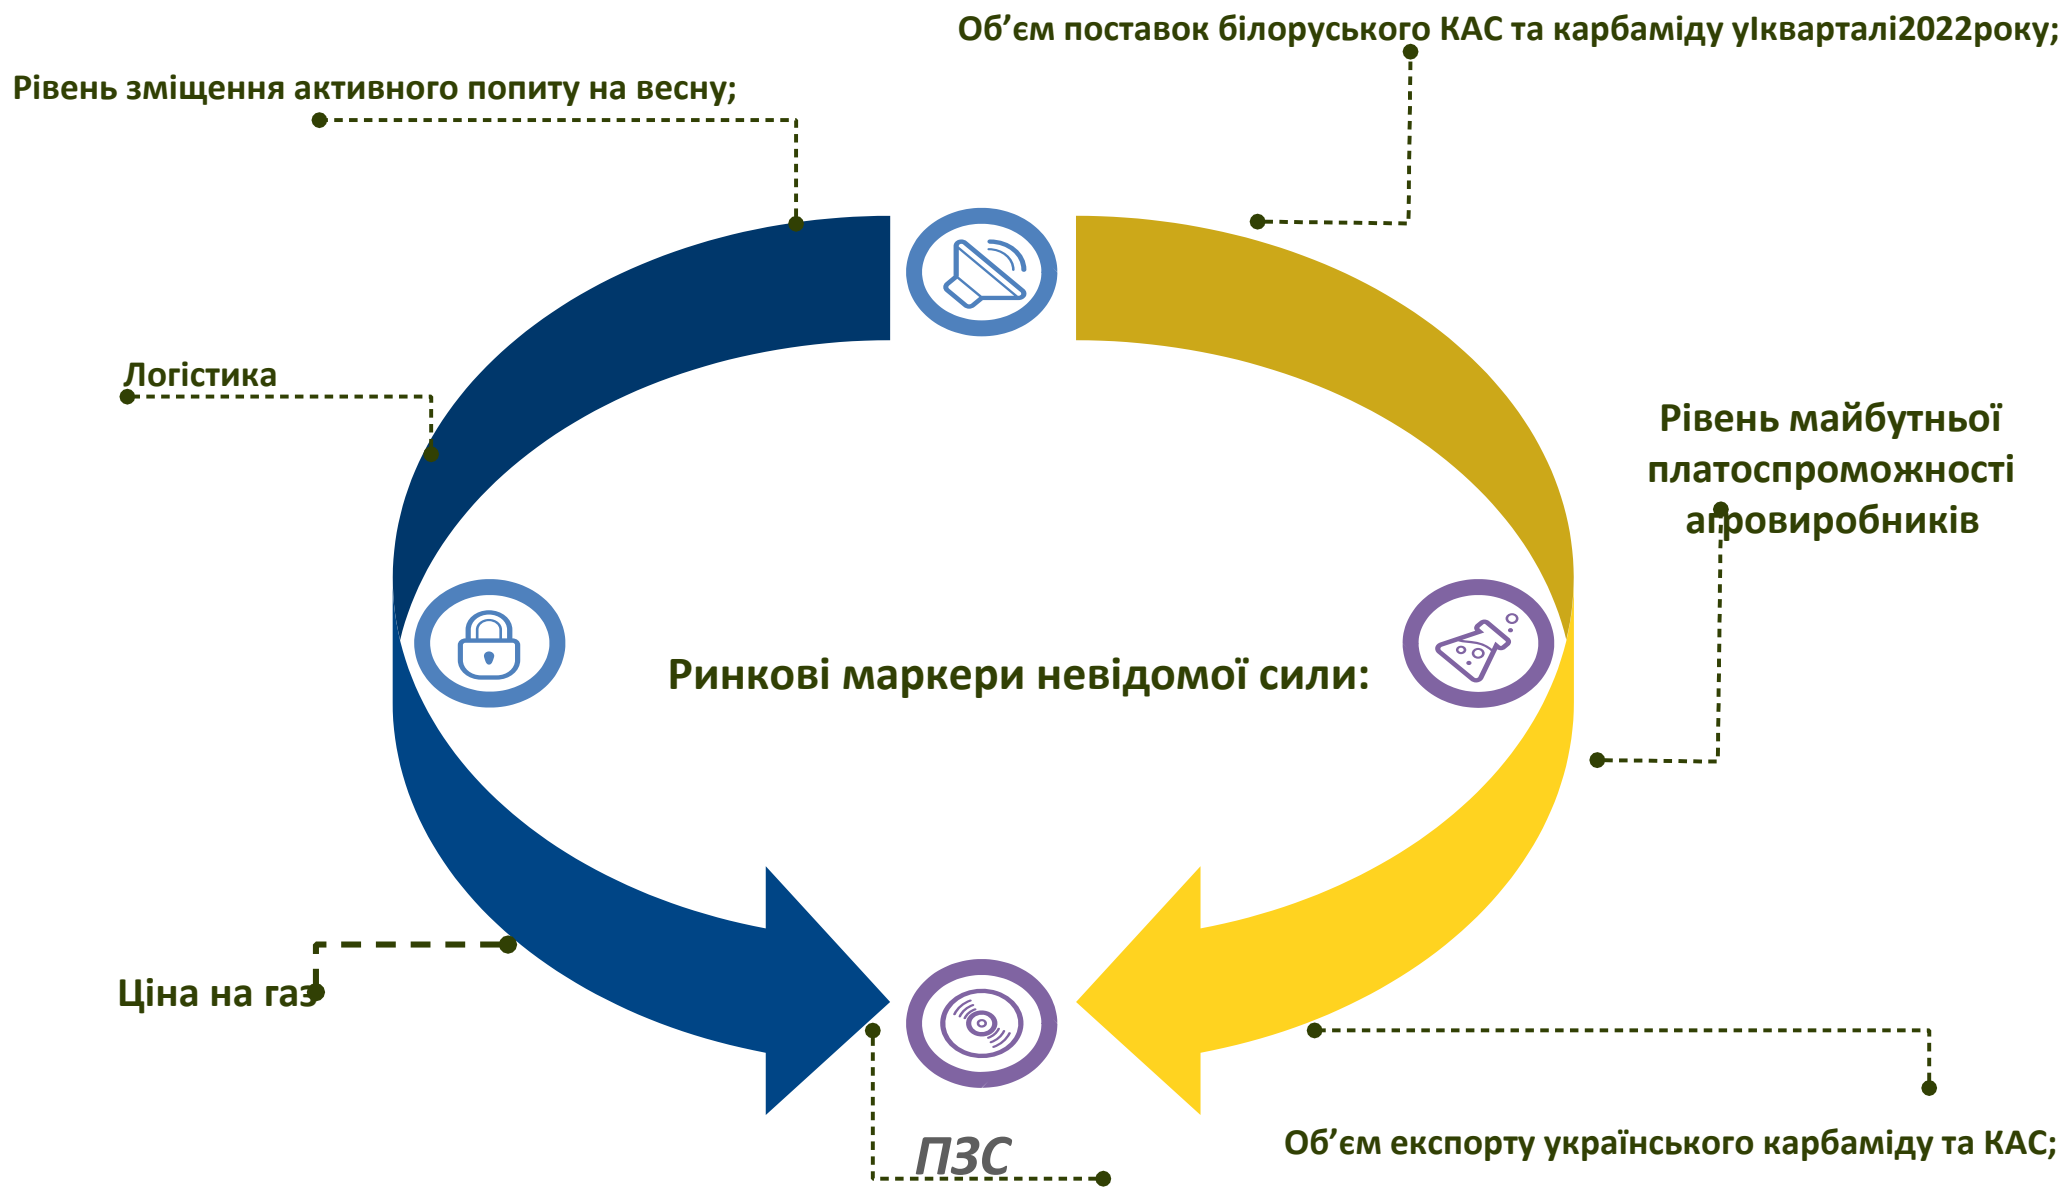 Об’єм поставок білоруського КАС та карбаміду уІкварталі2022року;
Рівень зміщення активного попиту на весну;
Логістика
Рівень майбутньої
платоспроможності
агровиробників
Ринкові маркери невідомої сили:
Ціна на газ
ПЗС
Об’єм експорту українського карбаміду та КАС;